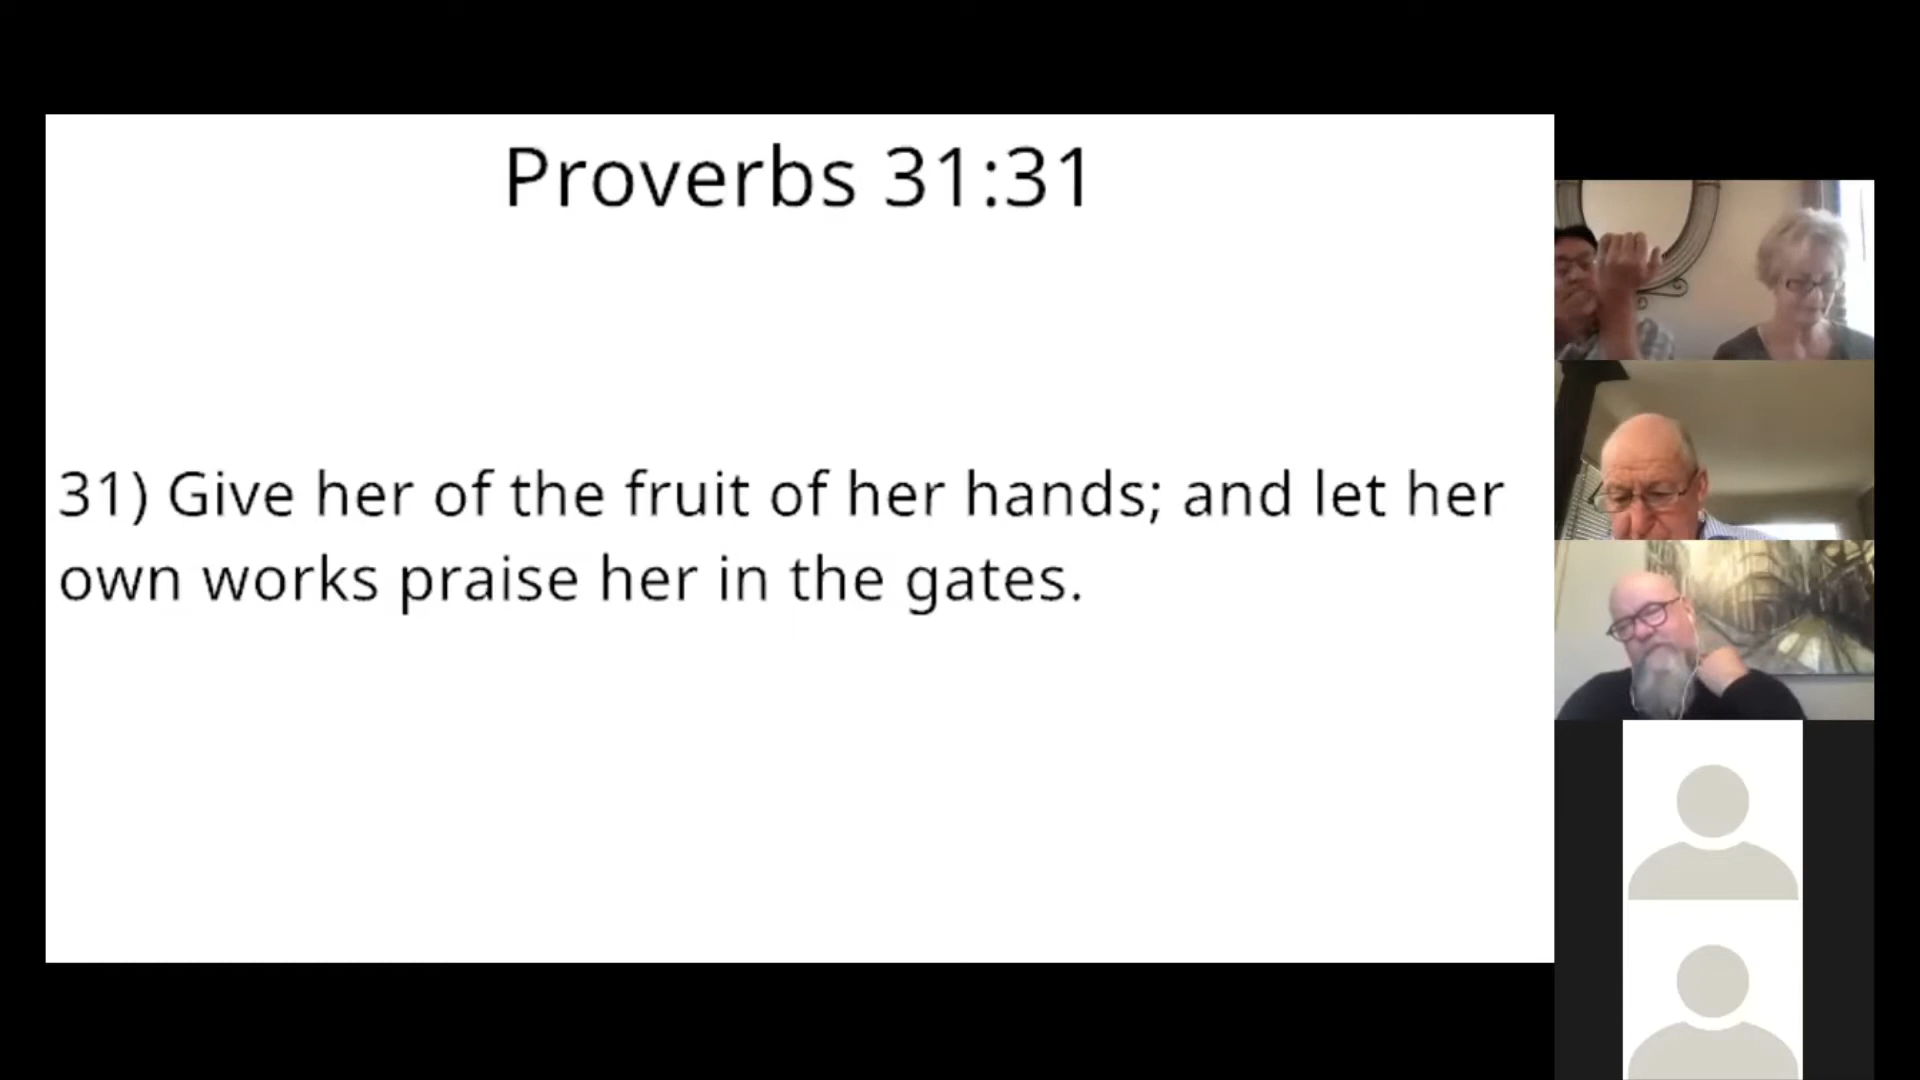 Proverbs 31:31
31) Give her of the fruit of her hands; and let her
own works praise her in the gates.